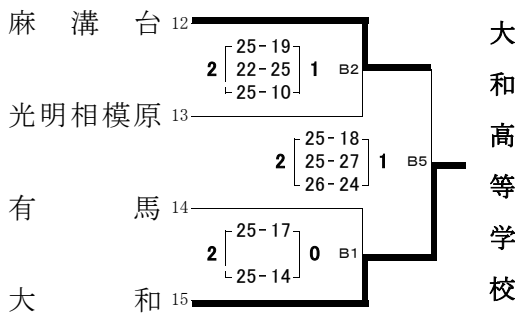 麻溝台 12
25-19
2 22-25 1 B2
25-10
光明相模原 13
25-18
2 25-27 1 B5
26-24
有馬 14
25-17
2 0 B1
25-14
大和 15
大和高等学校